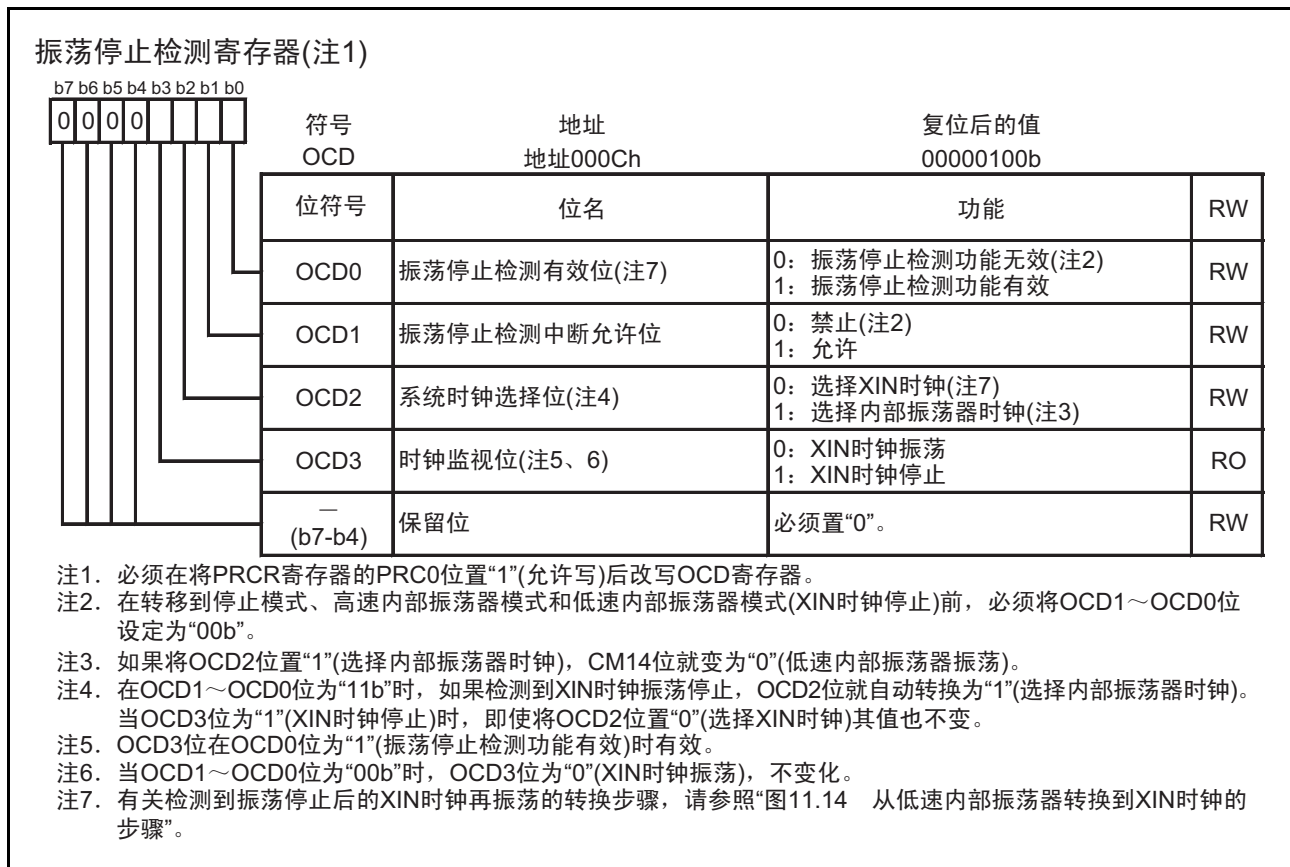 振荡停止检测寄存器(注1)
b7 b6 b5 b4 b3 b2 b1 b0
0 0 0 0
符号 地址 复位后的值
OCD 地址000Ch 00000100b
位符号 位名 功能 RW
OCD0 振荡停止检测有效位(注7) 0：振荡停止检测功能无效(注2) RW
1：振荡停止检测功能有效
OCD1 振荡停止检测中断允许位 0：禁止(注2) RW
1：允许
OCD2 系统时钟选择位(注4) 0：选择XIN时钟(注7) RW
1：选择内部振荡器时钟(注3)
OCD3 时钟监视位(注5、6) 0：XIN时钟振荡 RO
1：XIN时钟停止
—
(b7-b4) 保留位 必须置“0”。 RW
注1．必须在将PRCR寄存器的PRC0位置“1”(允许写)后改写OCD寄存器。
注2．在转移到停止模式、高速内部振荡器模式和低速内部振荡器模式(XIN时钟停止)前，必须将OCD1～OCD0位
设定为“00b”。
注3．如果将OCD2位置“1”(选择内部振荡器时钟)，CM14位就变为“0”(低速内部振荡器振荡)。
注4．在OCD1～OCD0位为“11b”时，如果检测到XIN时钟振荡停止，OCD2位就自动转换为“1”(选择内部振荡器时钟)。
当OCD3位为“1”(XIN时钟停止)时，即使将OCD2位置“0”(选择XIN时钟)其值也不变。
注5．OCD3位在OCD0位为“1”(振荡停止检测功能有效)时有效。
注6．当OCD1～OCD0位为“00b”时，OCD3位为“0”(XIN时钟振荡)，不变化。
注7．有关检测到振荡停止后的XIN时钟再振荡的转换步骤，请参照“图11.14　从低速内部振荡器转换到XIN时钟的
步骤”。